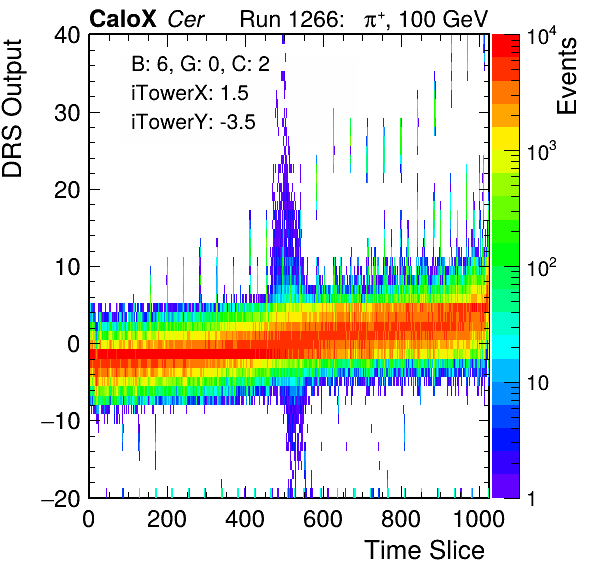 CaloX Cer Run 1266: π⁺, 100 GeV
B: 6, G: 0, C: 2
iTowerX: 1.5
iTowerY: -3.5
DRS Output
40
30
20
10
0
−10
−20
0 200 400 600 800 1000
Time Slice
Events
10⁴
10³
10²
10
1